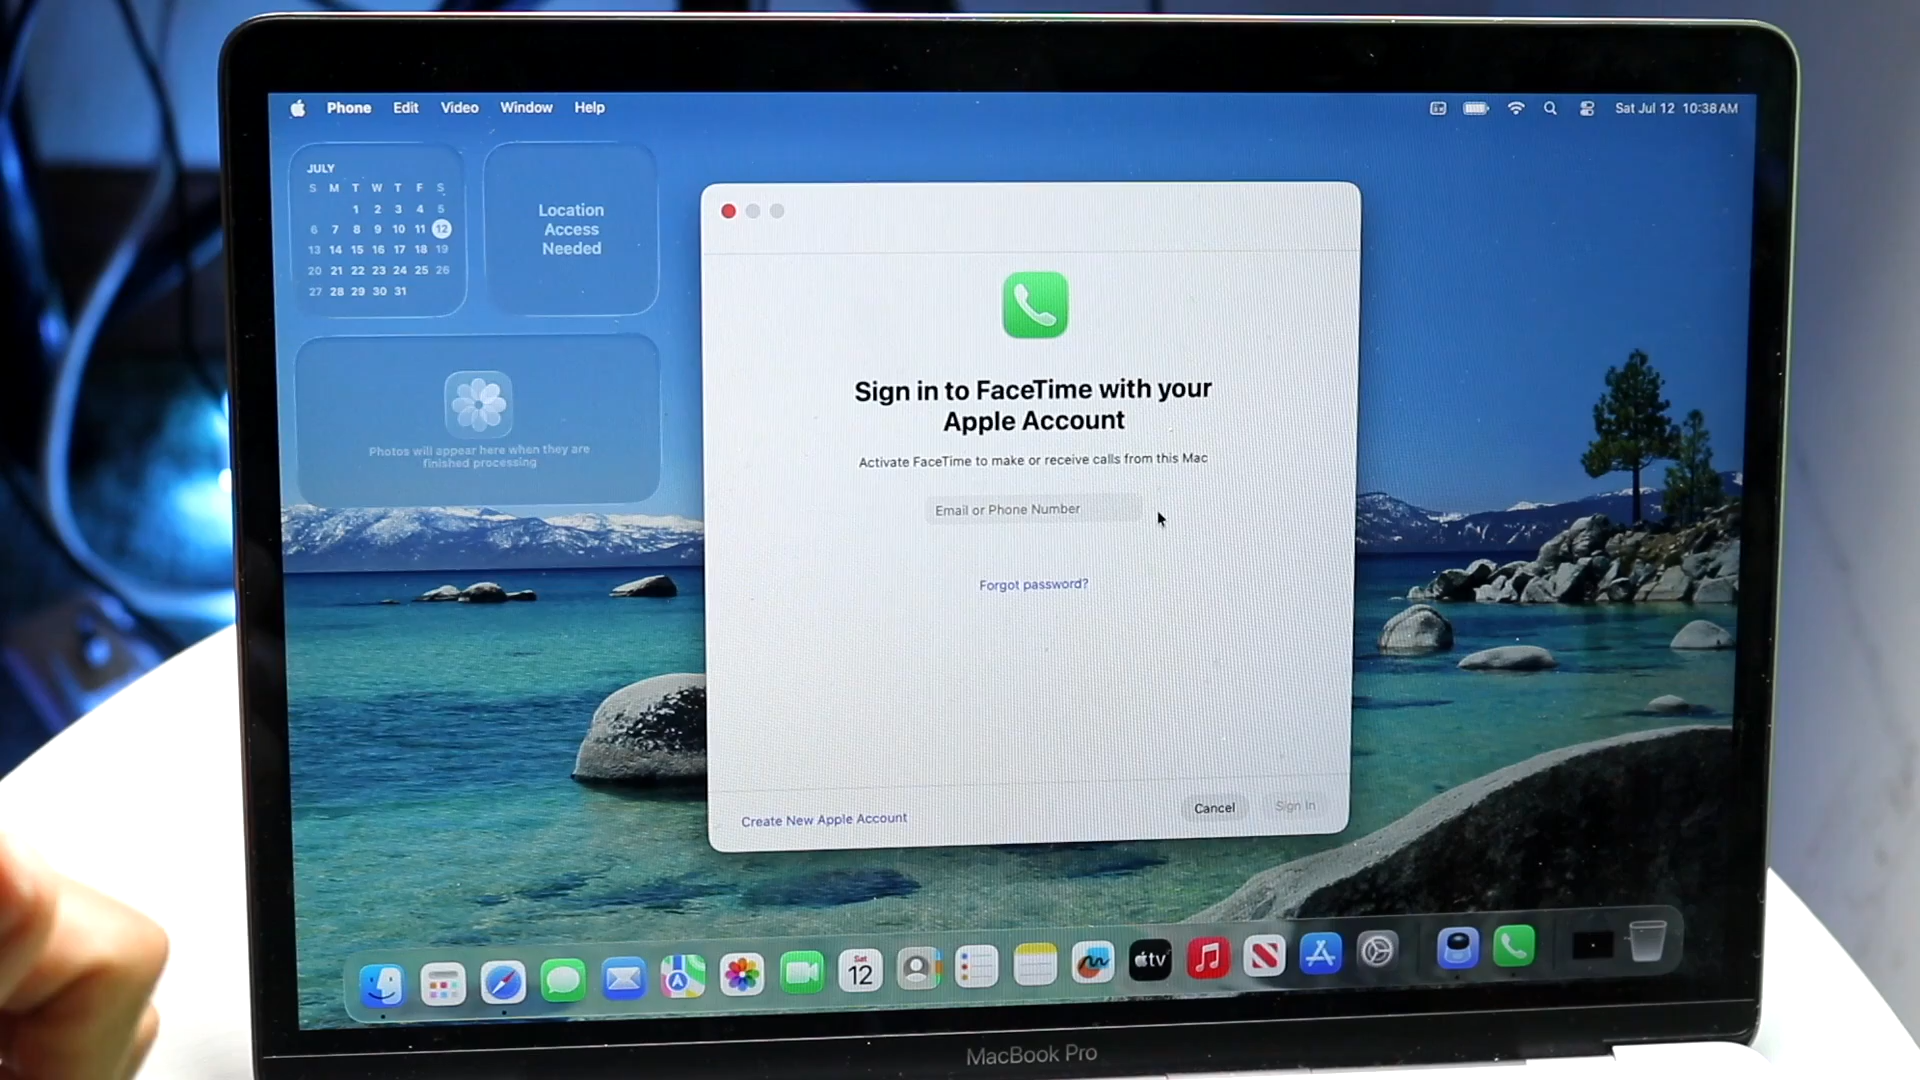 Phone Edit Video Window Help
Sat Jul 12 10:38 AM
JULY
S M T W T F S
1 2 3 4 5
6 7 8 9 10 11 12
13 14 15 16 17 18 19
20 21 22 23 24 25 26
27 28 29 30 31
Location
Access
Needed
Photos will appear here when they are
finished processing
Sign in to FaceTime with your
Apple Account
Activate FaceTime to make or receive calls from this Mac
Email or Phone Number
Forgot password?
Create New Apple Account
Cancel
Sign In
Sat
12
tv
MacBook Pro